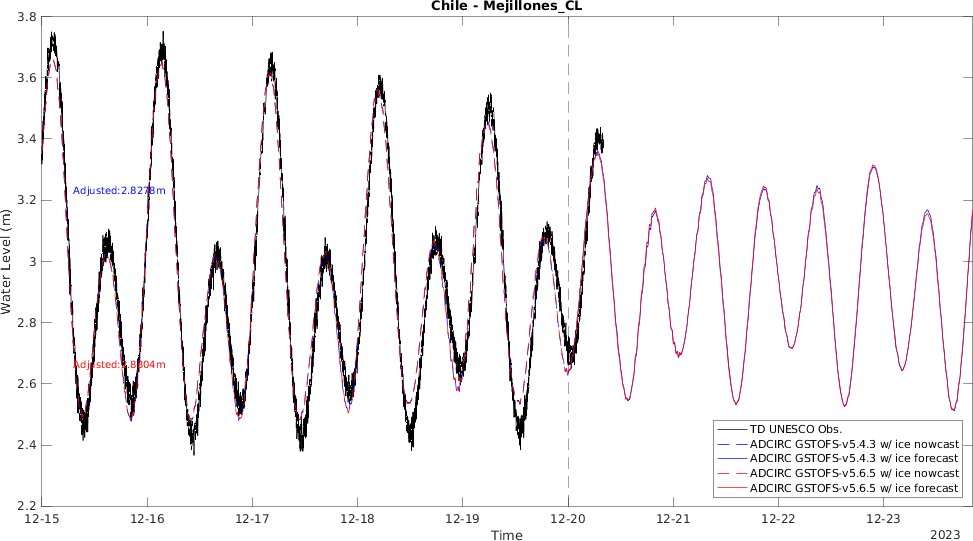 Chile - Mejillones_CL
3.8
3.6
3.4
3.2
3
2.8
2.6
2.4
2.2
Water Level (m)
Adjusted:2.8278m
Adjusted:2.8304m
TD UNESCO Obs.
ADCIRC GSTOFS-v5.4.3 w/ ice nowcast
ADCIRC GSTOFS-v5.4.3 w/ ice forecast
ADCIRC GSTOFS-v5.6.5 w/ ice nowcast
ADCIRC GSTOFS-v5.6.5 w/ ice forecast
12-15 12-16 12-17 12-18 12-19 12-20 12-21 12-22 12-23
Time
2023